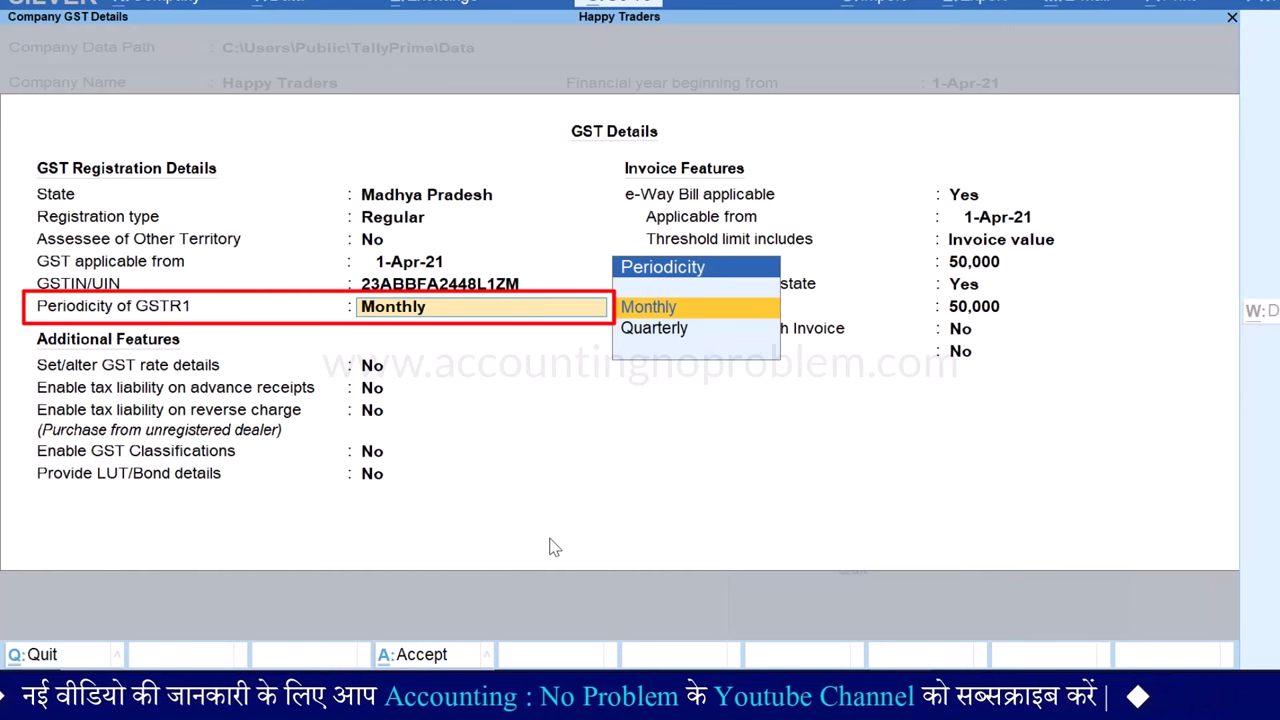 Company GST Details
Happy Traders
Company Data Path : C:\Users\Public\TallyPrime\Data
Company Name : Happy Traders
Financial year beginning from : 1-Apr-21
GST Details
GST Registration Details
State : Madhya Pradesh
Registration type : Regular
Assessee of Other Territory : No
GST applicable from : 1-Apr-21
GSTIN/UIN : 23ABBFA2448L1ZM
Periodicity of GSTR1 : Monthly
Additional Features
Set/alter GST rate details : No
Enable tax liability on advance receipts : No
Enable tax liability on reverse charge : No
(Purchase from unregistered dealer)
Enable GST Classifications : No
Provide LUT/Bond details : No
Invoice Features
e-Way Bill applicable : Yes
Applicable from : 1-Apr-21
Threshold limit includes : Invoice value
: 50,000
: Yes
: 50,000
Invoice : No
: No
Periodicity
Monthly
Quarterly
www.accountingnoproblem.com
W:
Q: Quit
A: Accept
नई वीडियो की जानकारी के लिए आप Accounting : No Problem के Youtube Channel को सब्सक्राइब करें |